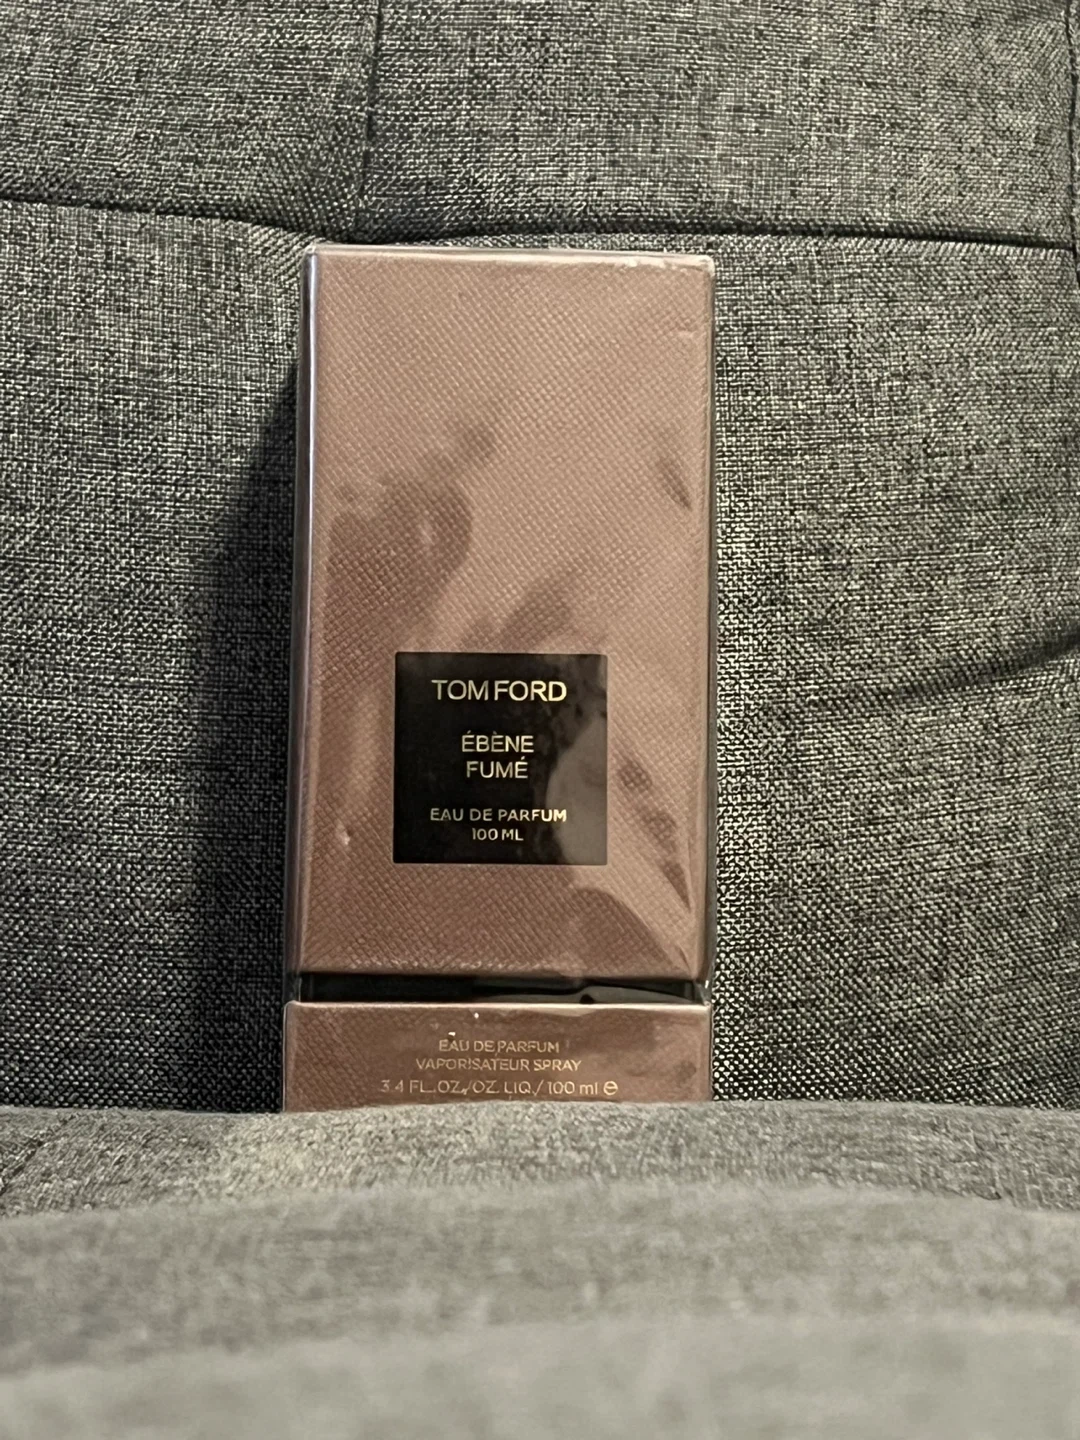 TOM FORD
ÉBÈNE
FUMÉ
EAU DE PARFUM
100 ML
EAU DE PARFUM
VAPORISATEUR SPRAY
3.4 FL.OZ./OZ. LIQ./ 100 ml ℮